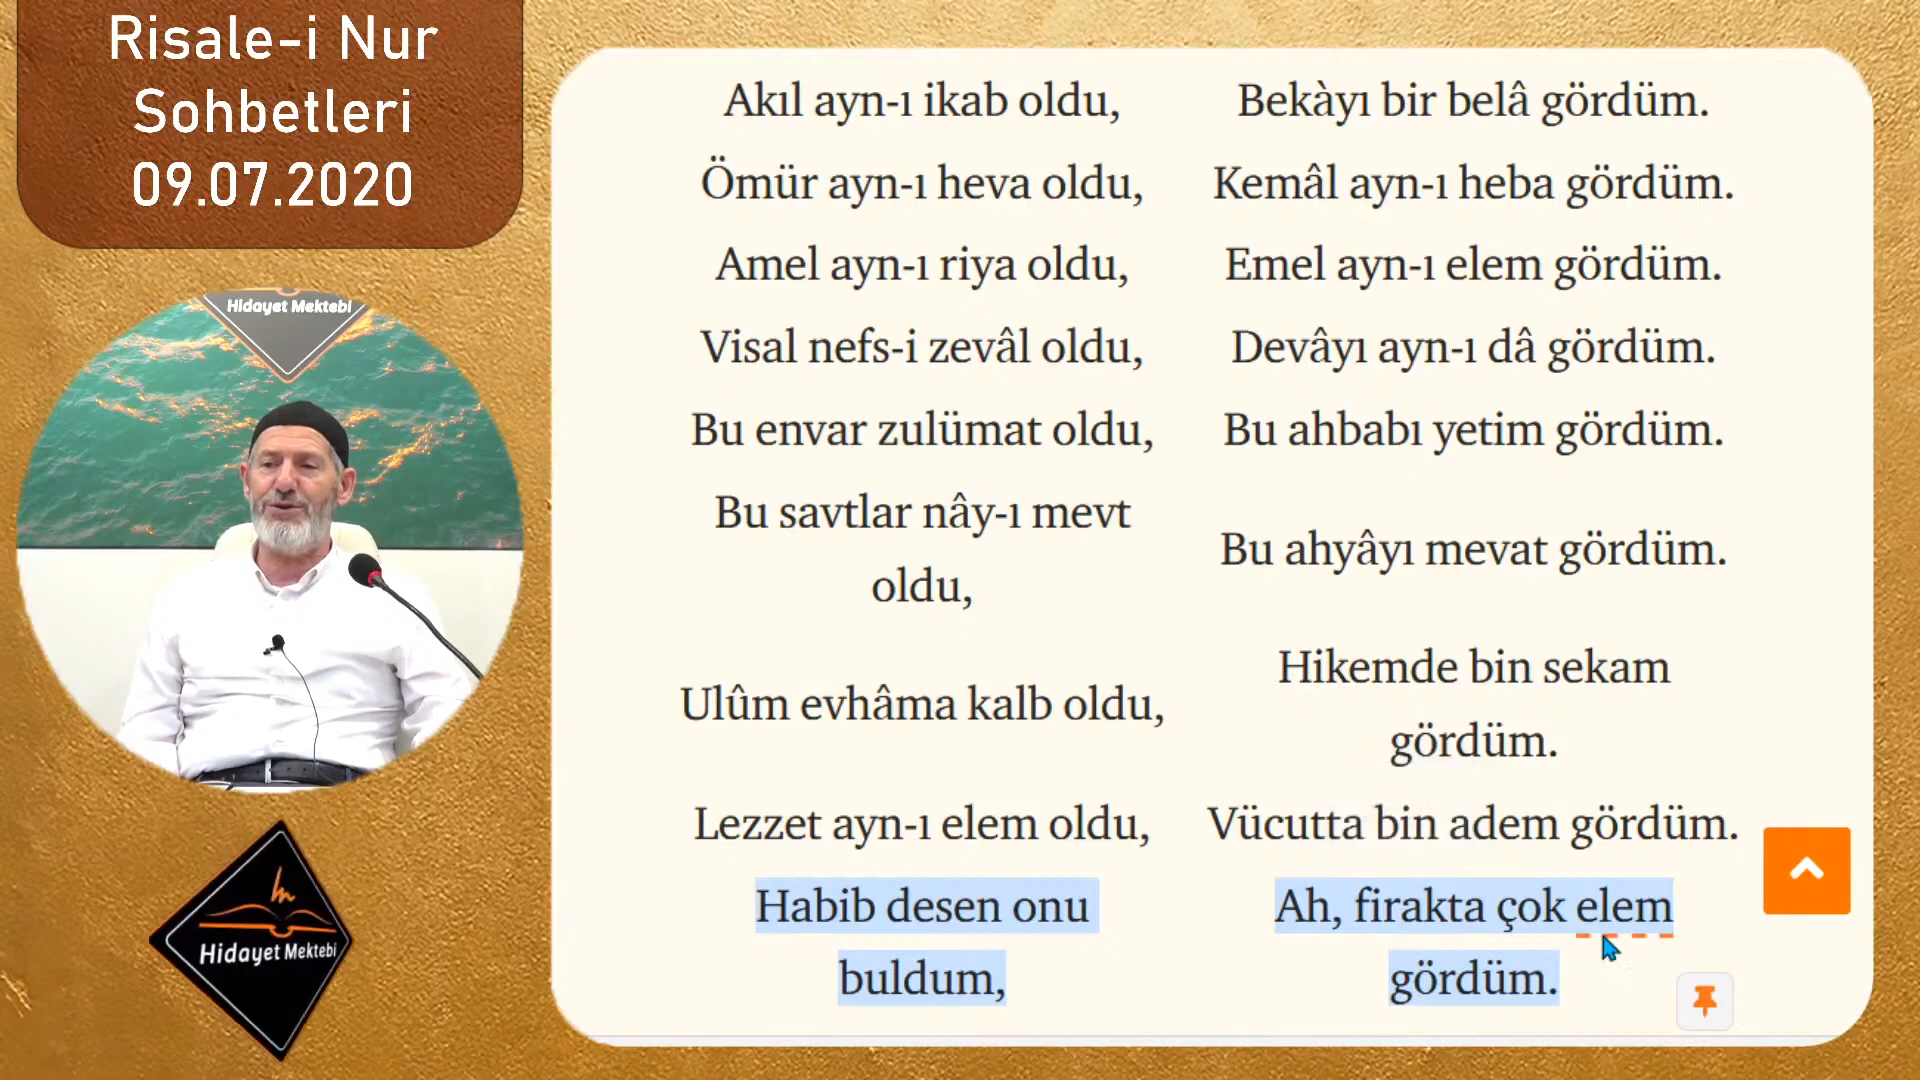 Risale-i Nur
Sohbetleri
09.07.2020
Hidayet Mektebi
Hidayet Mektebi
Akıl ayn-ı ikab oldu,
Bekàyı bir belâ gördüm.
Ömür ayn-ı heva oldu,
Kemâl ayn-ı heba gördüm.
Amel ayn-ı riya oldu,
Emel ayn-ı elem gördüm.
Visal nefs-i zevâl oldu,
Devâyı ayn-ı dâ gördüm.
Bu envar zulümat oldu,
Bu ahbabı yetim gördüm.
Bu savtlar nây-ı mevt
oldu,
Bu ahyâyı mevat gördüm.
Ulûm evhâma kalb oldu,
Hikemde bin sekam
gördüm.
Lezzet ayn-ı elem oldu,
Vücutta bin adem gördüm.
Habib desen onu
buldum,
Ah, firakta çok elem
gördüm.